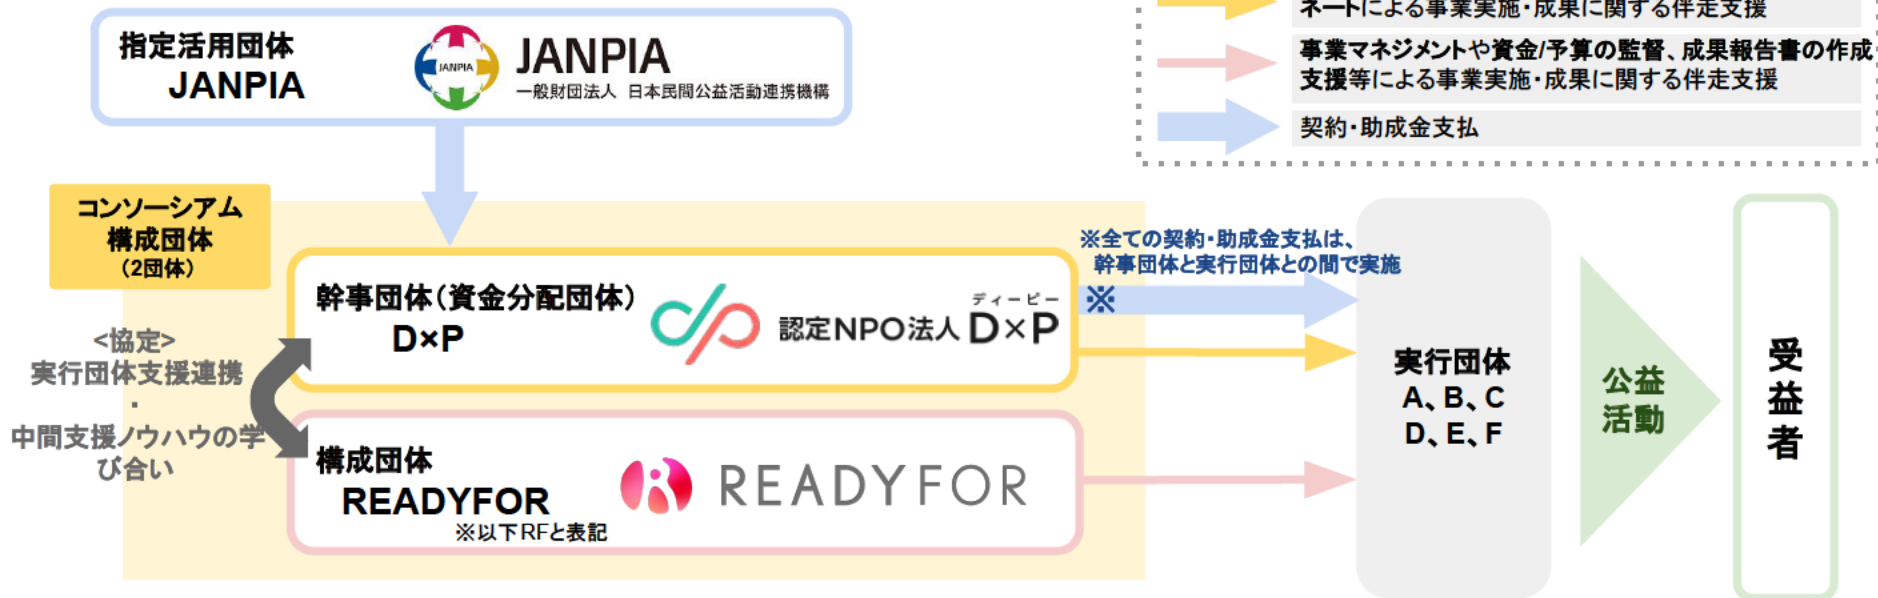 ネートによる事業実施・成果に関する伴走支援
事業マネジメントや資金/予算の監督、成果報告書の作成
支援等による事業実施・成果に関する伴走支援
契約・助成金支払
指定活用団体
JANPIA
JANPIA
JANPIA
一般財団法人 日本民間公益活動連携機構
コンソーシアム
構成団体
（2団体）
※全ての契約・助成金支払は、
幹事団体と実行団体との間で実施
※
幹事団体（資金分配団体）
D×P
ディーピー
認定NPO法人 D×P
<協定>
実行団体支援連携
・
中間支援ノウハウの学
び合い
構成団体
READYFOR
※以下RFと表記
READYFOR
実行団体
A、B、C
D、E、F
公益
活動
受
益
者